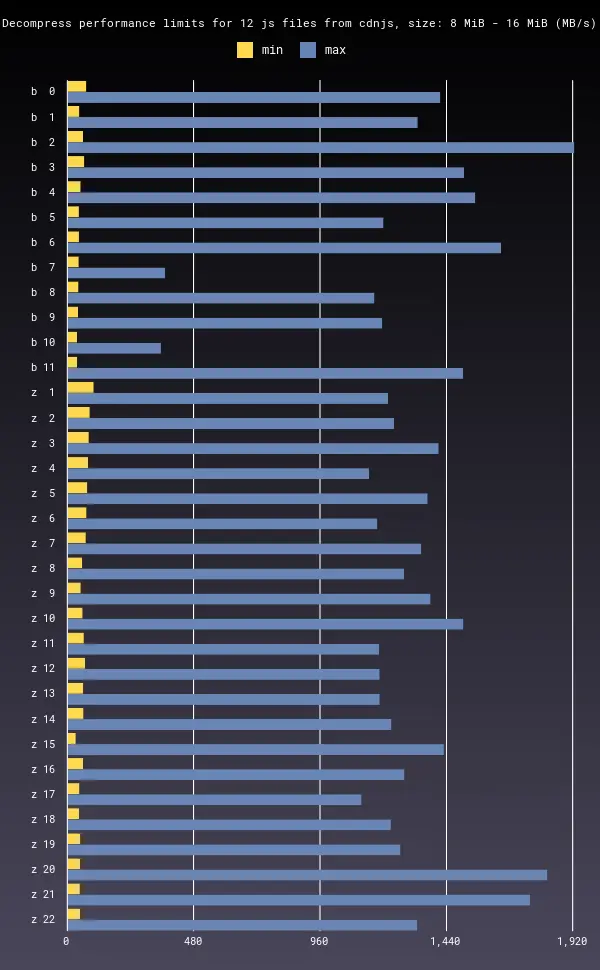 Decompress performance limits for 12 js files from cdnjs, size: 8 MiB - 16 MiB (MB/s)
min max
b 0
b 1
b 2
b 3
b 4
b 5
b 6
b 7
b 8
b 9
b 10
b 11
z 1
z 2
z 3
z 4
z 5
z 6
z 7
z 8
z 9
z 10
z 11
z 12
z 13
z 14
z 15
z 16
z 17
z 18
z 19
z 20
z 21
z 22
0 480 960 1,440 1,920